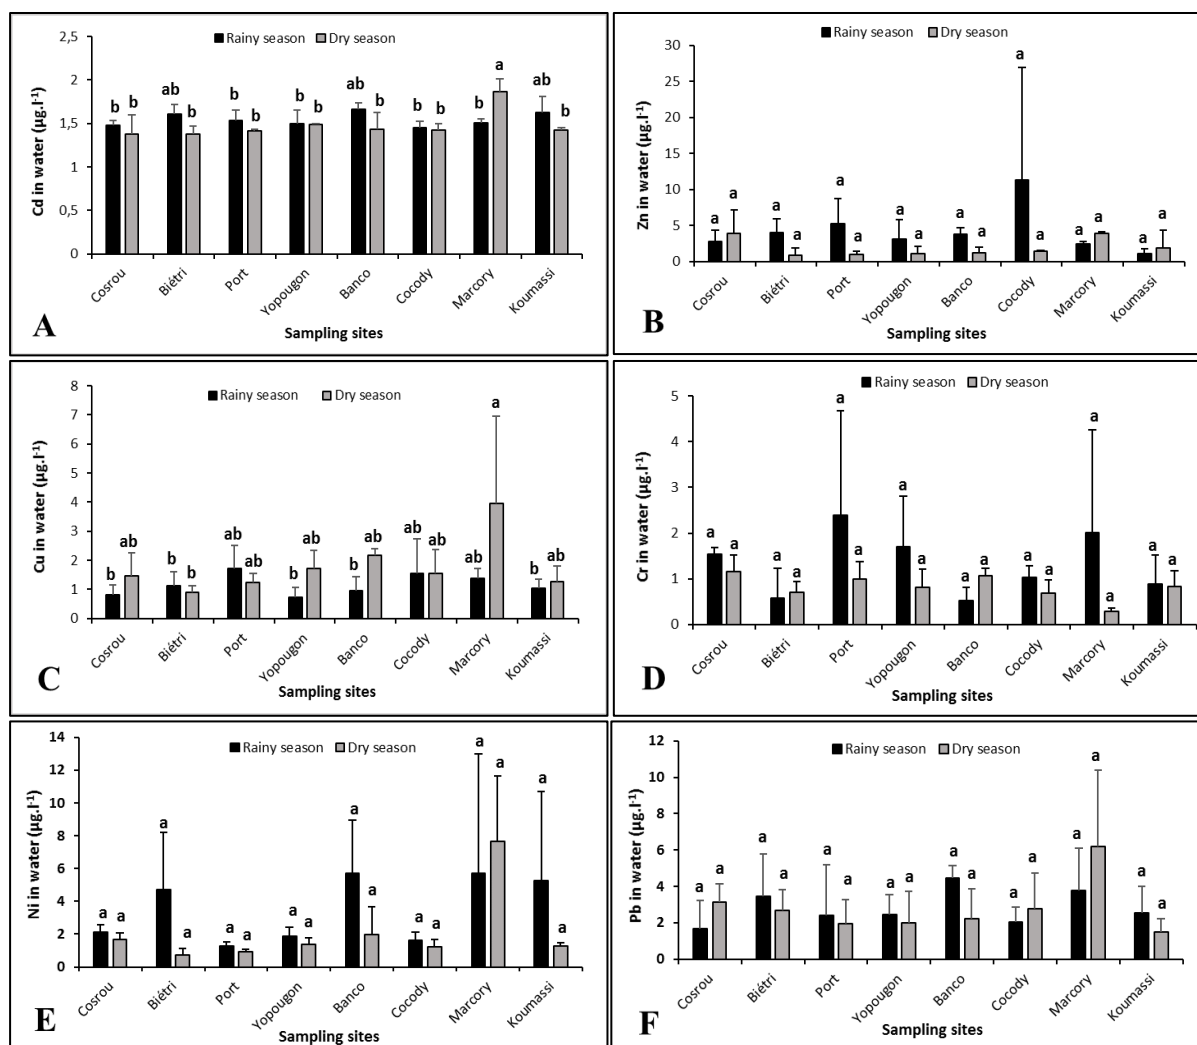 Rainy season Dry season
Cd in water (µg.l⁻¹)
2,5
2
1,5
1
0,5
0
b b ab b b b b b ab b b b b a ab b
Cosrou Biétri Port Yopougon Banco Cocody Marcory Koumassi
Sampling sites
A
Rainy season Dry season
Zn in water (µg.l⁻¹)
30
25
20
15
10
5
0
a a a a a a a a a a a a a a a a
Cosrou Biétri Port Yopougon Banco Cocody Marcory Koumassi
Sampling sites
B
Rainy season Dry season
Cu in water (µg.l⁻¹)
8
7
6
5
4
3
2
1
0
b ab b b ab ab b ab b ab ab ab ab a b ab
Cosrou Biétri Port Yopougon Banco Cocody Marcory Koumassi
Sampling sites
C
Rainy season Dry season
Cr in water (µg.l⁻¹)
5
4
3
2
1
0
a a a a a a a a a a a a a a a a
Cosrou Biétri Port Yopougon Banco Cocody Marcory Koumassi
Sampling sites
D
Rainy season Dry season
Ni in water (µg.l⁻¹)
14
12
10
8
6
4
2
0
a a a a a a a a a a a a a a a a
Cosrou Biétri Port Yopougon Banco Cocody Marcory Koumassi
Sampling sites
E
Rainy season Dry season
Pb in water (µg.l⁻¹)
12
10
8
6
4
2
0
a a a a a a a a a a a a a a a a
Cosrou Biétri Port Yopougon Banco Cocody Marcory Koumassi
Sampling sites
F